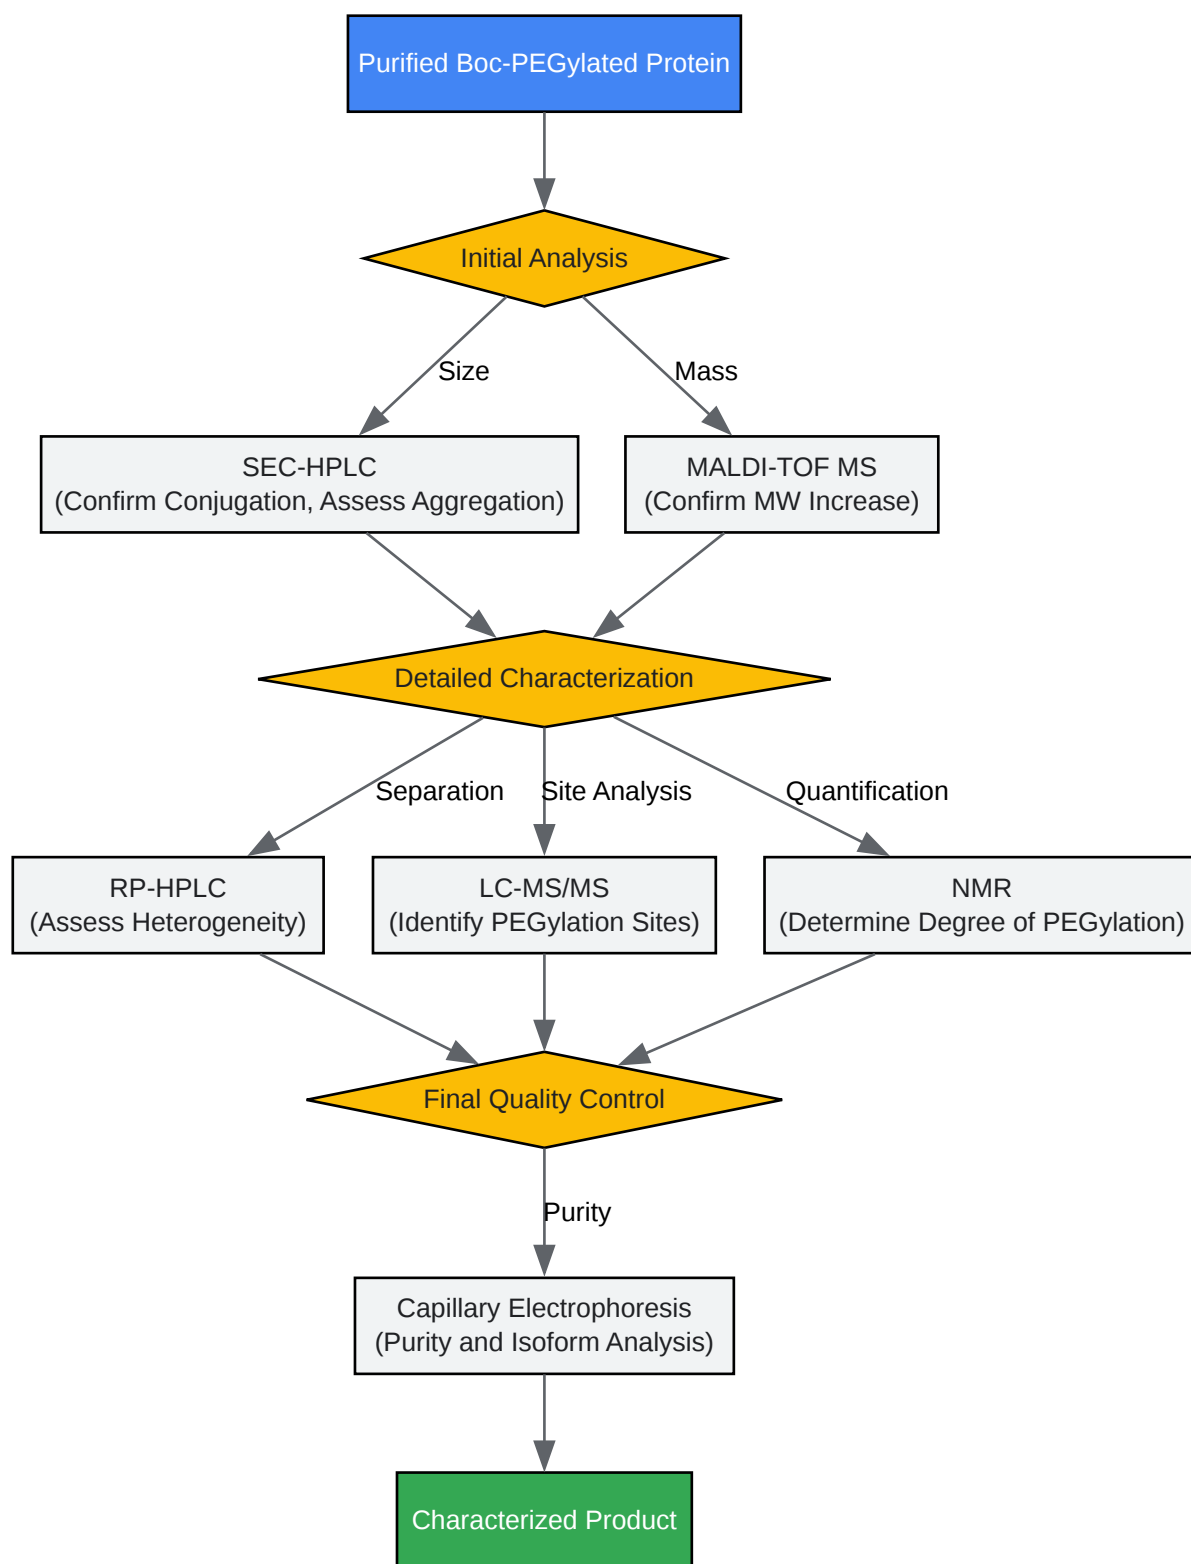 Purified Boc-PEGylated Protein
Initial Analysis
Size
Mass
SEC-HPLC
(Confirm Conjugation, Assess Aggregation)
MALDI-TOF MS
(Confirm MW Increase)
Detailed Characterization
Separation
Site Analysis
Quantification
RP-HPLC
(Assess Heterogeneity)
LC-MS/MS
(Identify PEGylation Sites)
NMR
(Determine Degree of PEGylation)
Final Quality Control
Purity
Capillary Electrophoresis
(Purity and Isoform Analysis)
Characterized Product